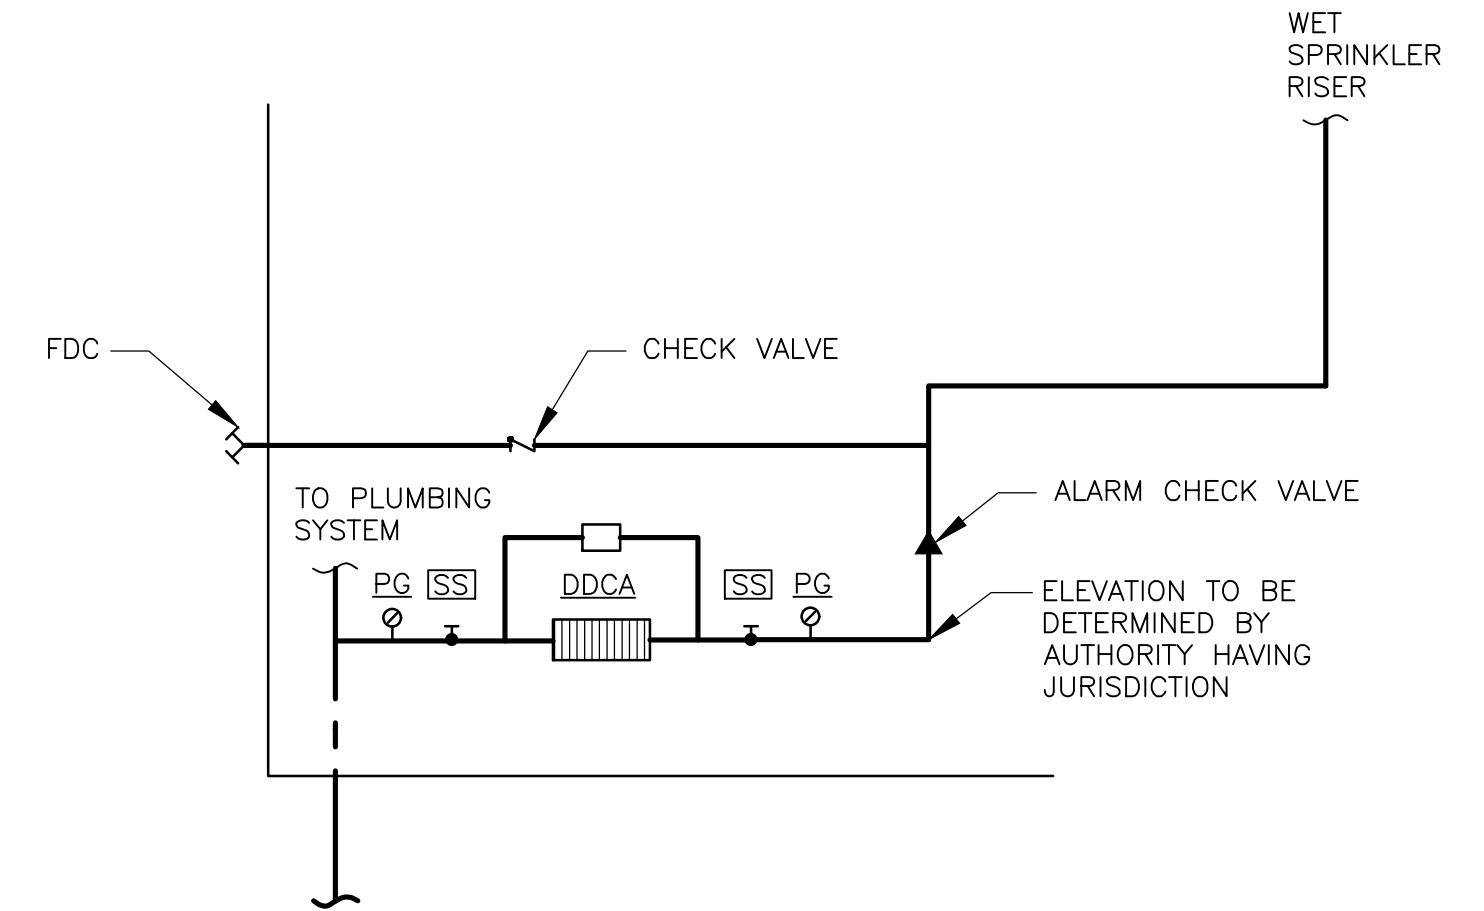 WET
SPRINKLER
RISER
FDC
CHECK VALVE
TO PLUMBING
SYSTEM
ALARM CHECK VALVE
PG
SS
DDCA
SS
PG
ELEVATION TO BE
DETERMINED BY
AUTHORITY HAVING
JURISDICTION